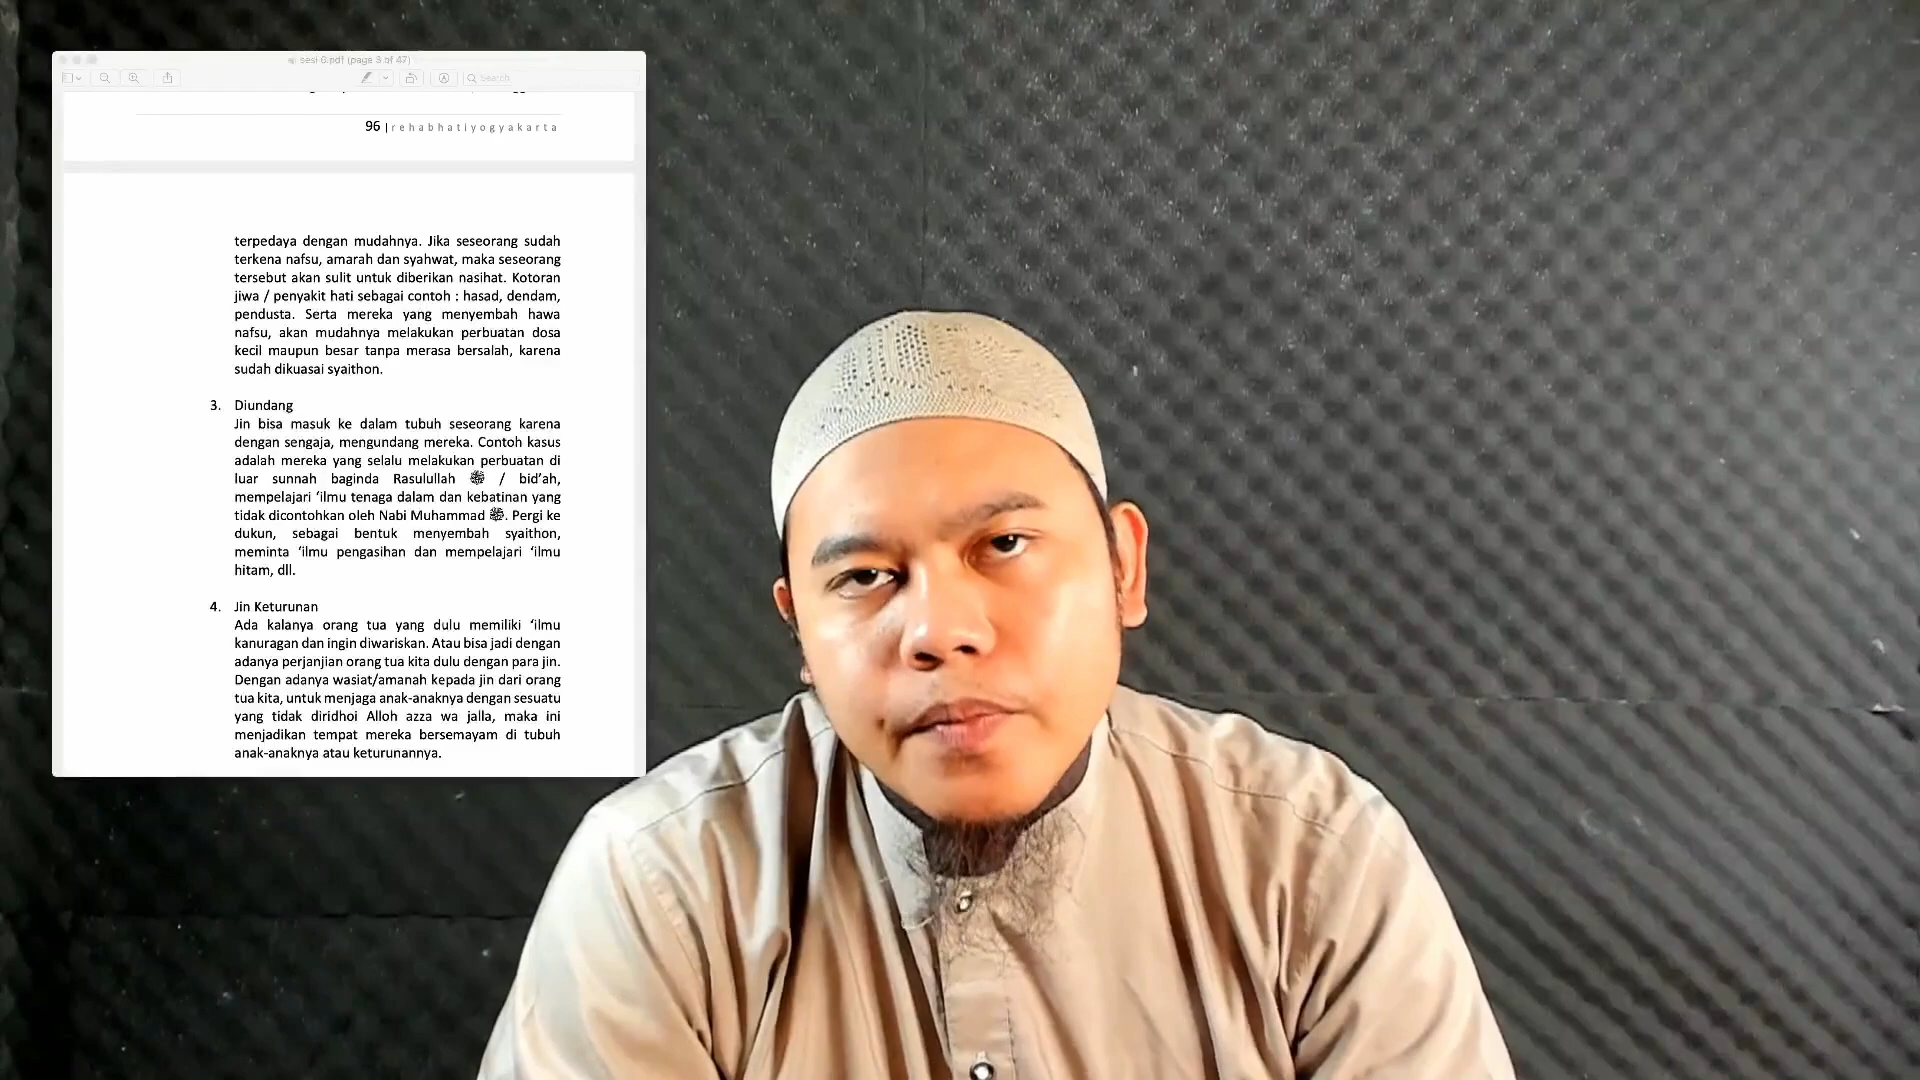 sesi 6.pdf (page 3 of 47)
Search
96 | rehabhatiyogyakarta
terpedaya dengan mudahnya. Jika seseorang sudah
terkena nafsu, amarah dan syahwat, maka seseorang
tersebut akan sulit untuk diberikan nasihat. Kotoran
jiwa / penyakit hati sebagai contoh : hasad, dendam,
pendusta. Serta mereka yang menyembah hawa
nafsu, akan mudahnya melakukan perbuatan dosa
kecil maupun besar tanpa merasa bersalah, karena
sudah dikuasai syaithon.
3. Diundang
Jin bisa masuk ke dalam tubuh seseorang karena
dengan sengaja, mengundang mereka. Contoh kasus
adalah mereka yang selalu melakukan perbuatan di
luar sunnah baginda Rasulullah ﷺ / bid’ah,
mempelajari ‘ilmu tenaga dalam dan kebatinan yang
tidak dicontohkan oleh Nabi Muhammad ﷺ. Pergi ke
dukun, sebagai bentuk menyembah syaithon,
meminta ‘ilmu pengasihan dan mempelajari ‘ilmu
hitam, dll.
4. Jin Keturunan
Ada kalanya orang tua yang dulu memiliki ‘ilmu
kanuragan dan ingin diwariskan. Atau bisa jadi dengan
adanya perjanjian orang tua kita dulu dengan para jin.
Dengan adanya wasiat/amanah kepada jin dari orang
tua kita, untuk menjaga anak-anaknya dengan sesuatu
yang tidak diridhoi Alloh azza wa jalla, maka ini
menjadikan tempat mereka bersemayam di tubuh
anak-anaknya atau keturunannya.